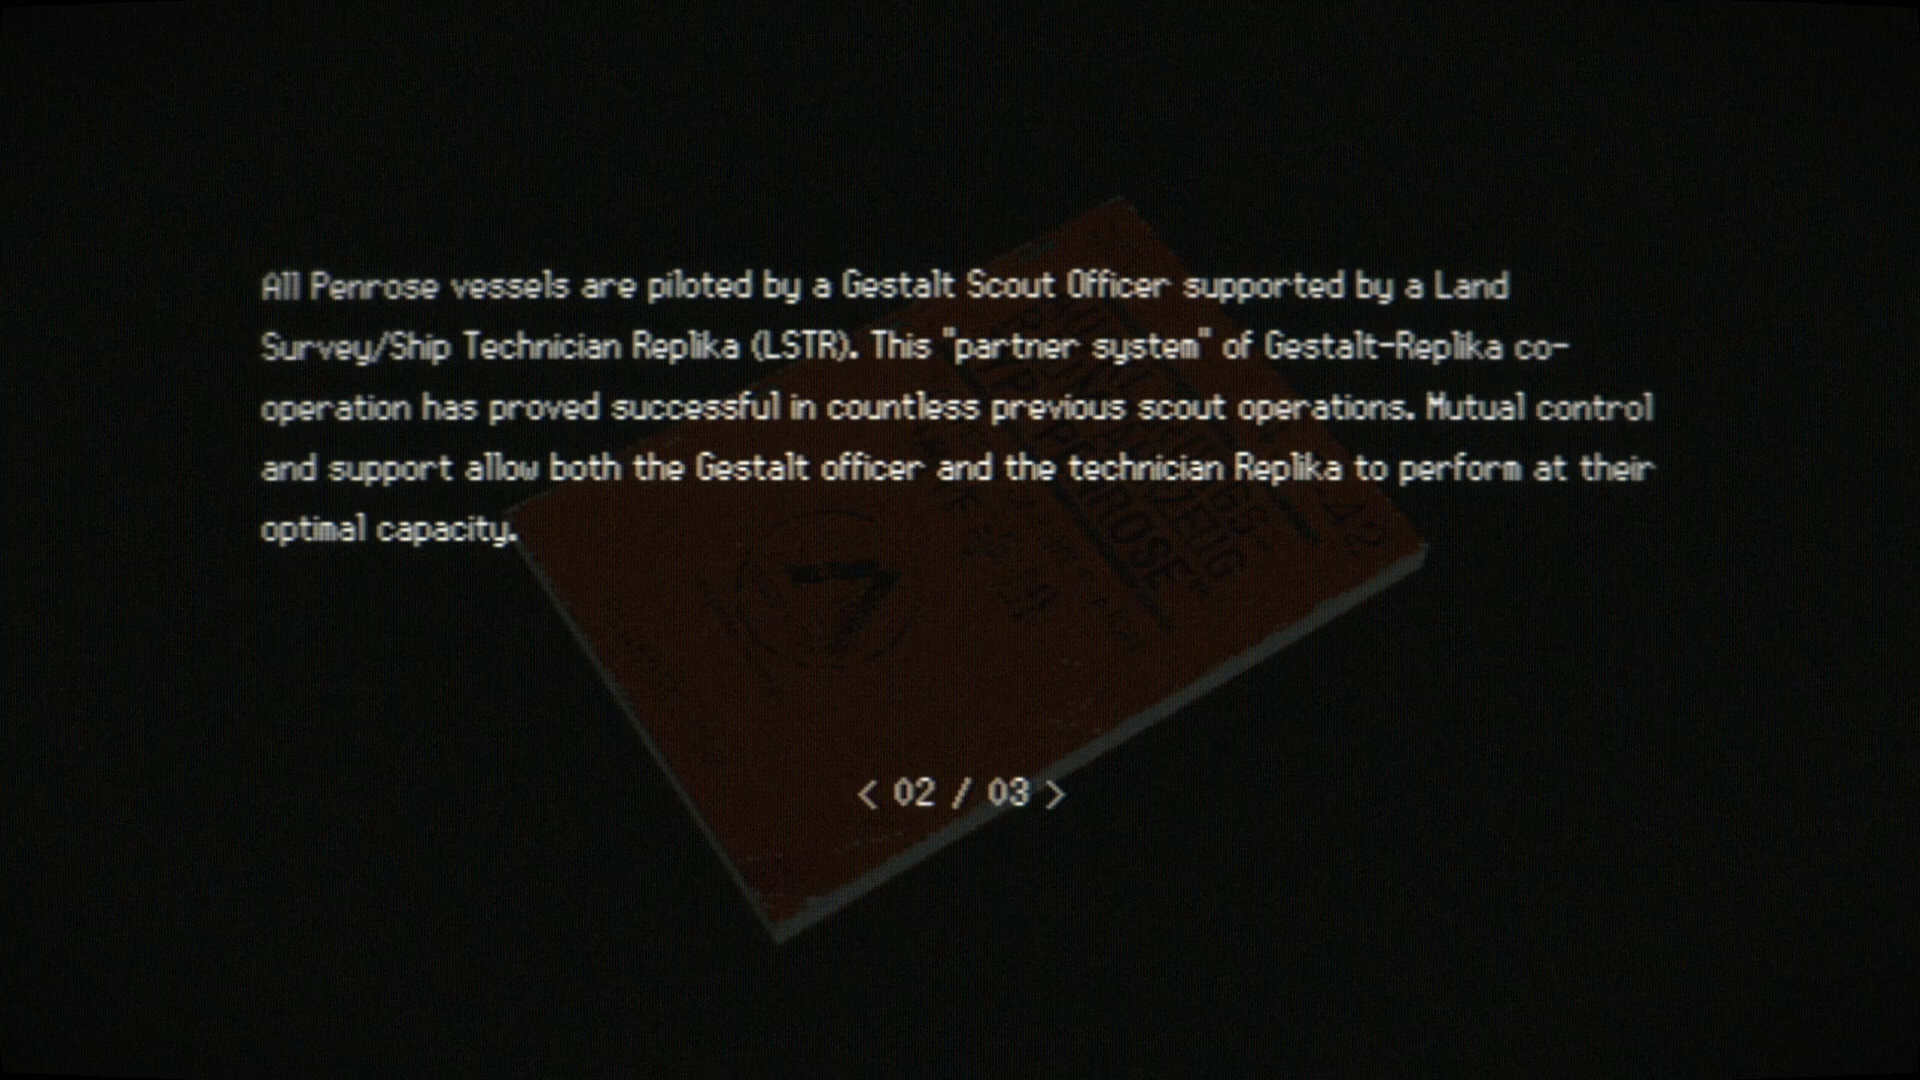 All Penrose vessels are piloted by a Gestalt Scout Officer supported by a Land
Survey/Ship Technician Replika (LSTR). This "partner system" of Gestalt-Replika co-
operation has proved successful in countless previous scout operations. Mutual control
and support allow both the Gestalt officer and the technician Replika to perform at their
optimal capacity.
< 02 / 03 >